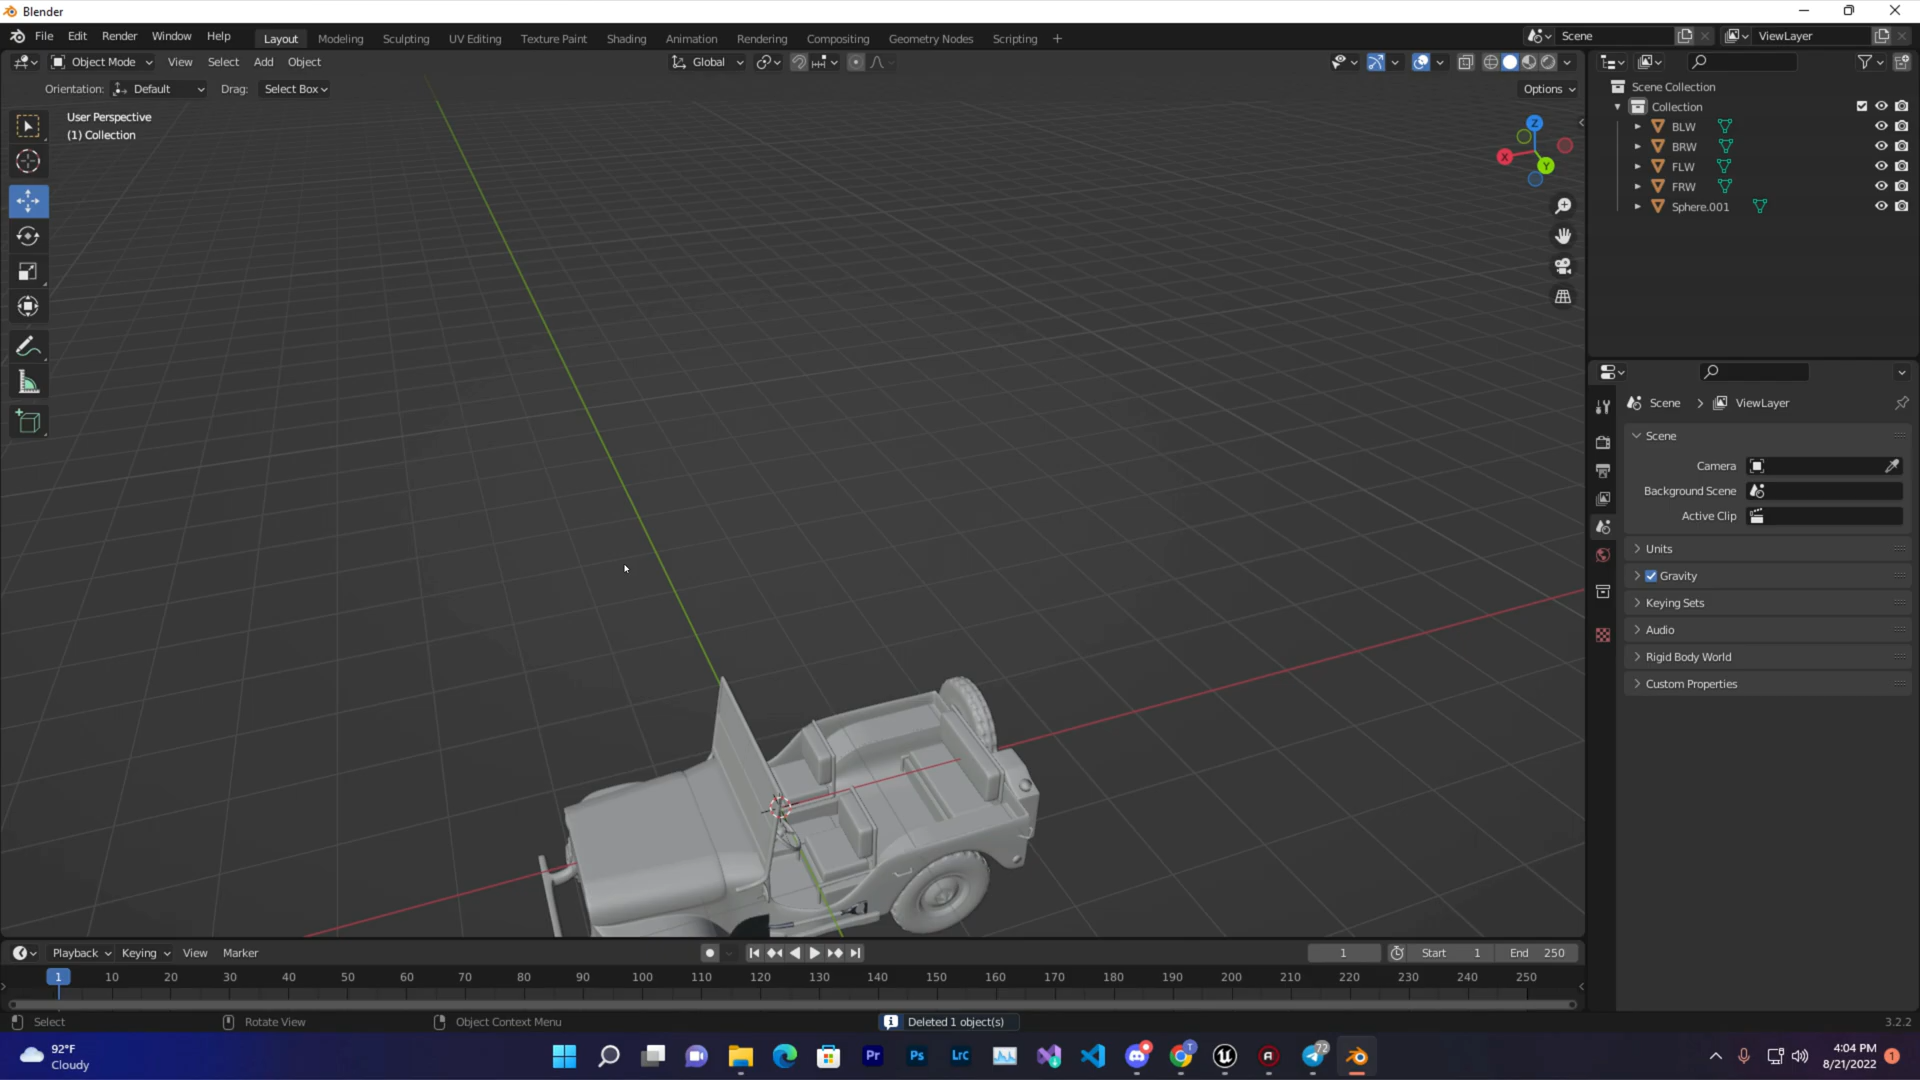 Blender
File Edit Render Window Help Layout Modeling Sculpting UV Editing Texture Paint Shading Animation Rendering Compositing Geometry Nodes Scripting + Scene ViewLayer
Object Mode View Select Add Object Global
Orientation: Default Drag: Select Box Options
User Perspective
(1) Collection
Z
X
Y
Scene Collection
Collection
BLW
BRW
FLW
FRW
Sphere.001
Scene > ViewLayer
Scene
Camera
Background Scene
Active Clip
Units
Gravity
Keying Sets
Audio
Rigid Body World
Custom Properties
Playback Keying View Marker 1 Start 1 End 250
1 10 20 30 40 50 60 70 80 90 100 110 120 130 140 150 160 170 180 190 200 210 220 230 240 250
Select Rotate View Object Context Menu Deleted 1 object(s) 3.2.2
92°F
Cloudy
Pr Ps LrC T 72
4:04 PM
8/21/2022 1